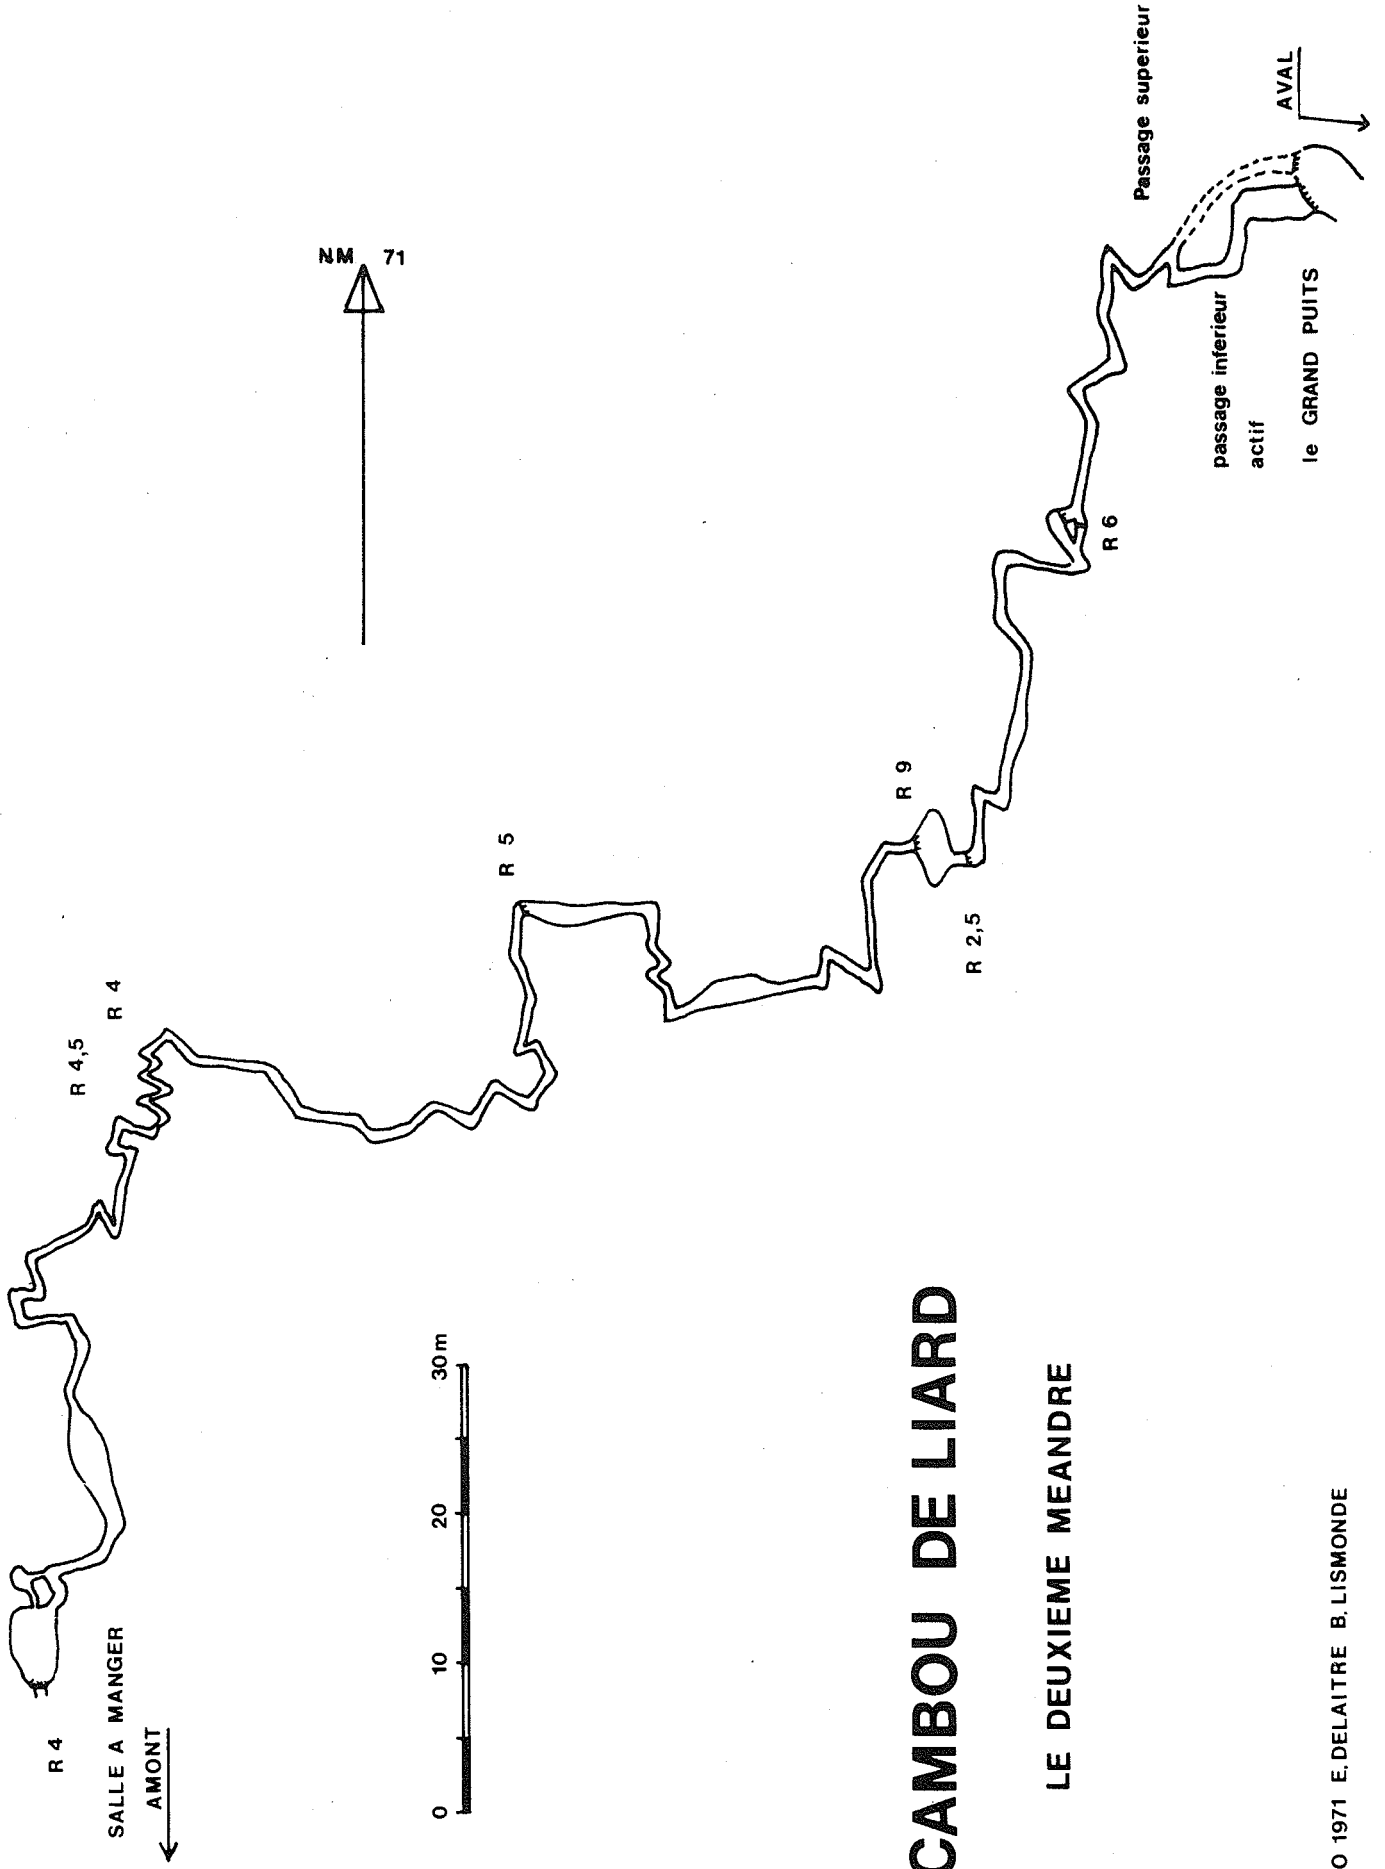 CAMBOU DE LIARD
LE DEUXIEME MEANDRE
O 1971 E.DELAITRE B. LISMONDE
NM 71
0 10 20 30 m
R 4
SALLE A MANGER
AMONT
R 4,5
R 4
R 5
R 9
R 2,5
R 6
Passage superieur
passage inferieur
actif
le GRAND PUITS
AVAL